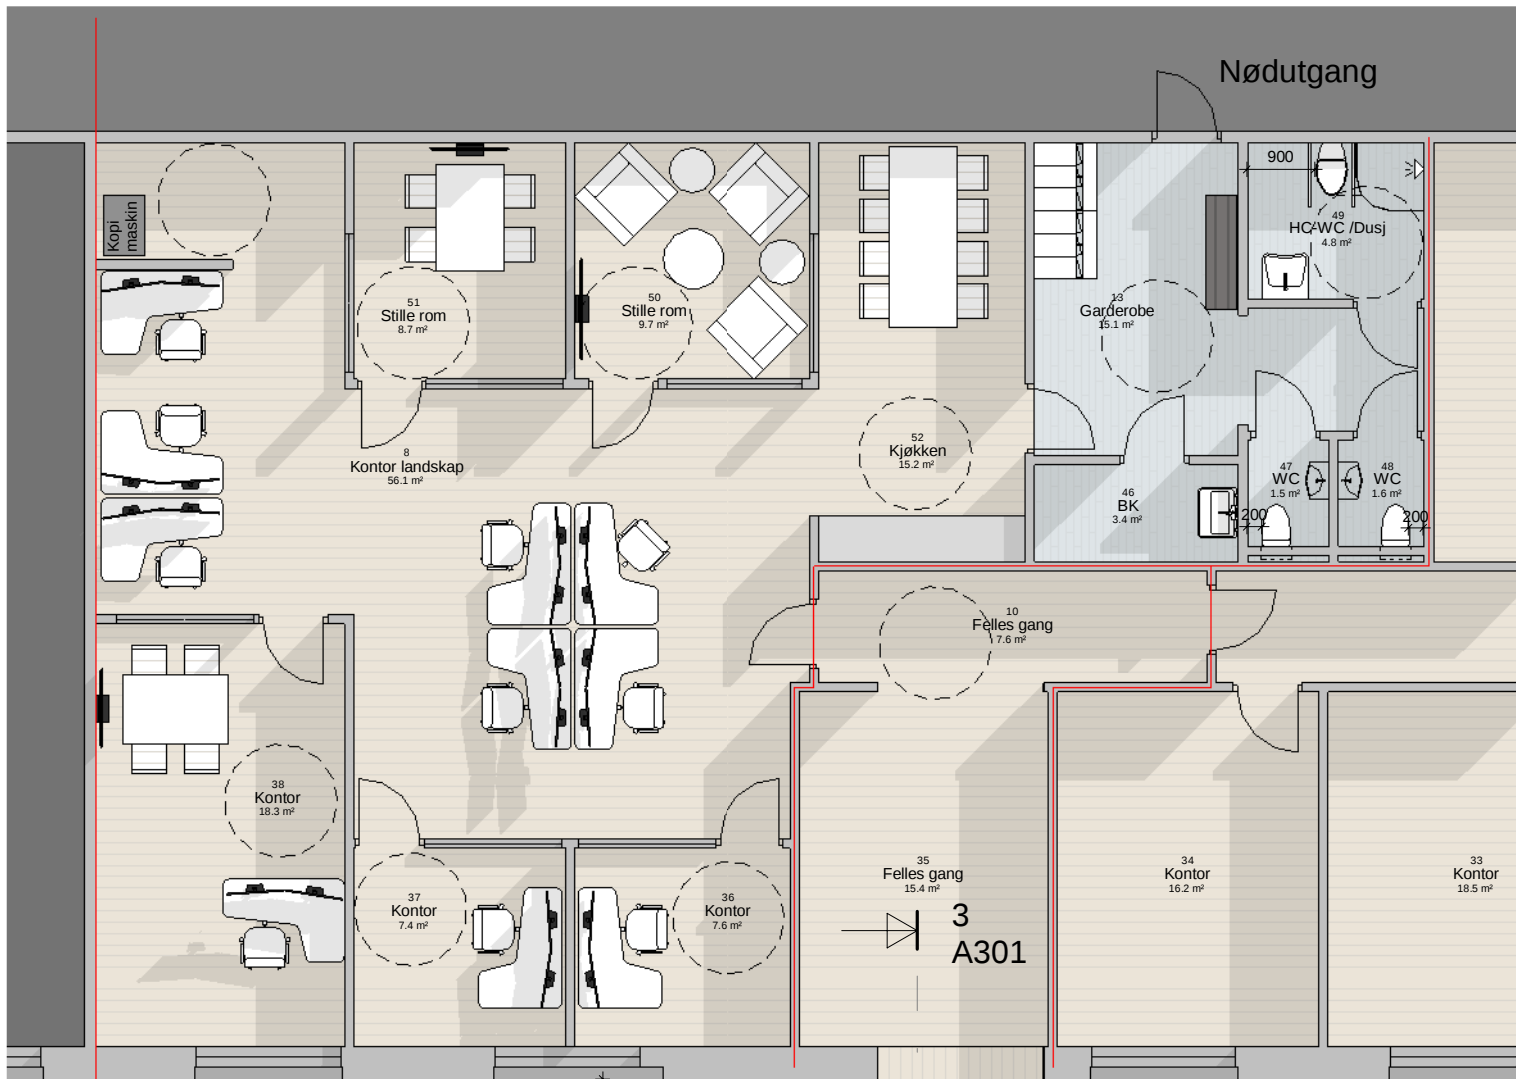 Nødutgang
900
Kopi
maskin
49
HC-WC /Dusj
4.8 m²
51
Stille rom
8.7 m²
50
Stille rom
9.7 m²
13
Garderobe
15.1 m²
8
Kontor landskap
56.1 m²
52
Kjøkken
15.2 m²
46
BK
3.4 m²
47
WC
1.5 m²
48
WC
1.6 m²
200
200
10
Felles gang
7.6 m²
38
Kontor
18.3 m²
37
Kontor
7.4 m²
36
Kontor
7.6 m²
35
Felles gang
15.4 m²
34
Kontor
16.2 m²
33
Kontor
18.5 m²
3
A301